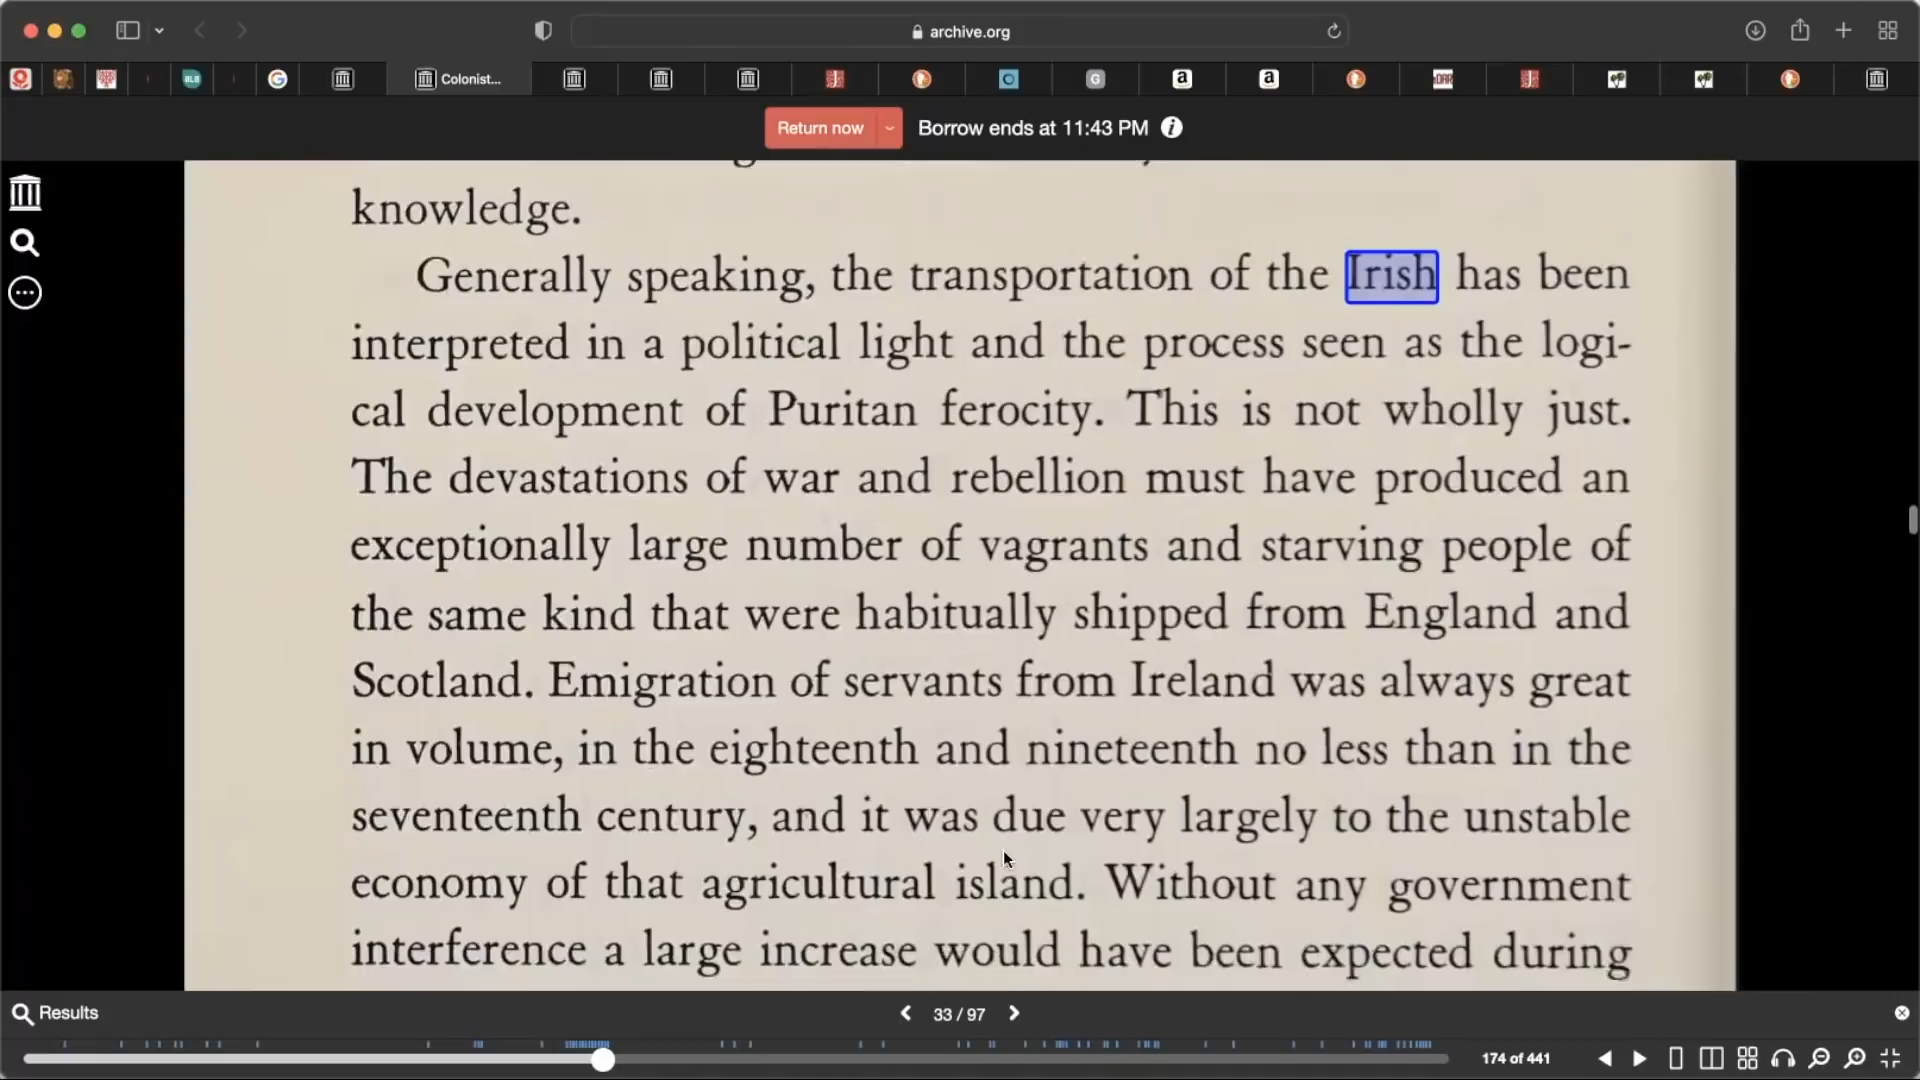 archive.org
Colonist...
Return now
Borrow ends at 11:43 PM
knowledge.
Generally speaking, the transportation of the Irish has been
interpreted in a political light and the process seen as the logi-
cal development of Puritan ferocity. This is not wholly just.
The devastations of war and rebellion must have produced an
exceptionally large number of vagrants and starving people of
the same kind that were habitually shipped from England and
Scotland. Emigration of servants from Ireland was always great
in volume, in the eighteenth and nineteenth no less than in the
seventeenth century, and it was due very largely to the unstable
economy of that agricultural island. Without any government
interference a large increase would have been expected during
Results
33 / 97
174 of 441